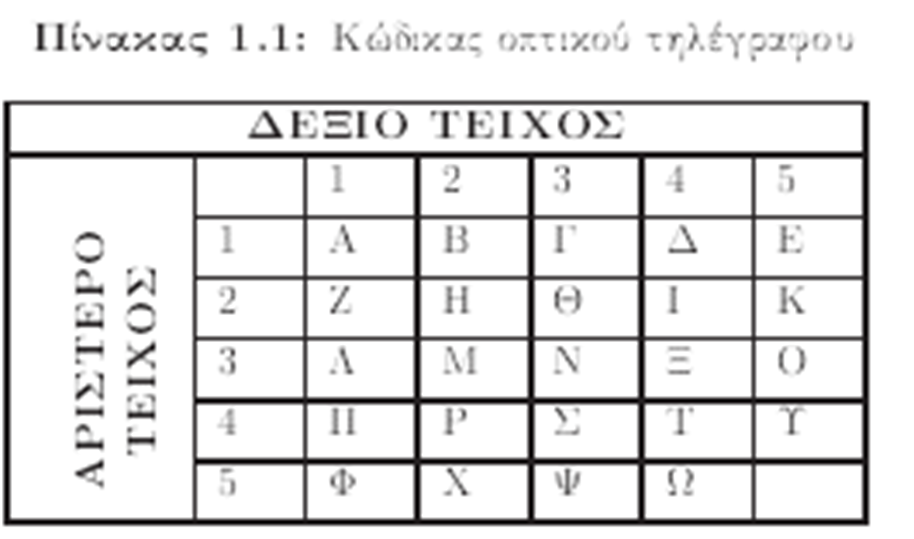 Πίνακας 1.1: Κώδικας οπτικού τηλέγραφου
ΔΕΞΙΟ ΤΕΙΧΟΣ
ΑΡΙΣΤΕΡΟ
ΤΕΙΧΟΣ
1 2 3 4 5
1 Α Β Γ Δ Ε
2 Ζ Η Θ Ι Κ
3 Λ Μ Ν Ξ Ο
4 Π Ρ Σ Τ Υ
5 Φ Χ Ψ Ω